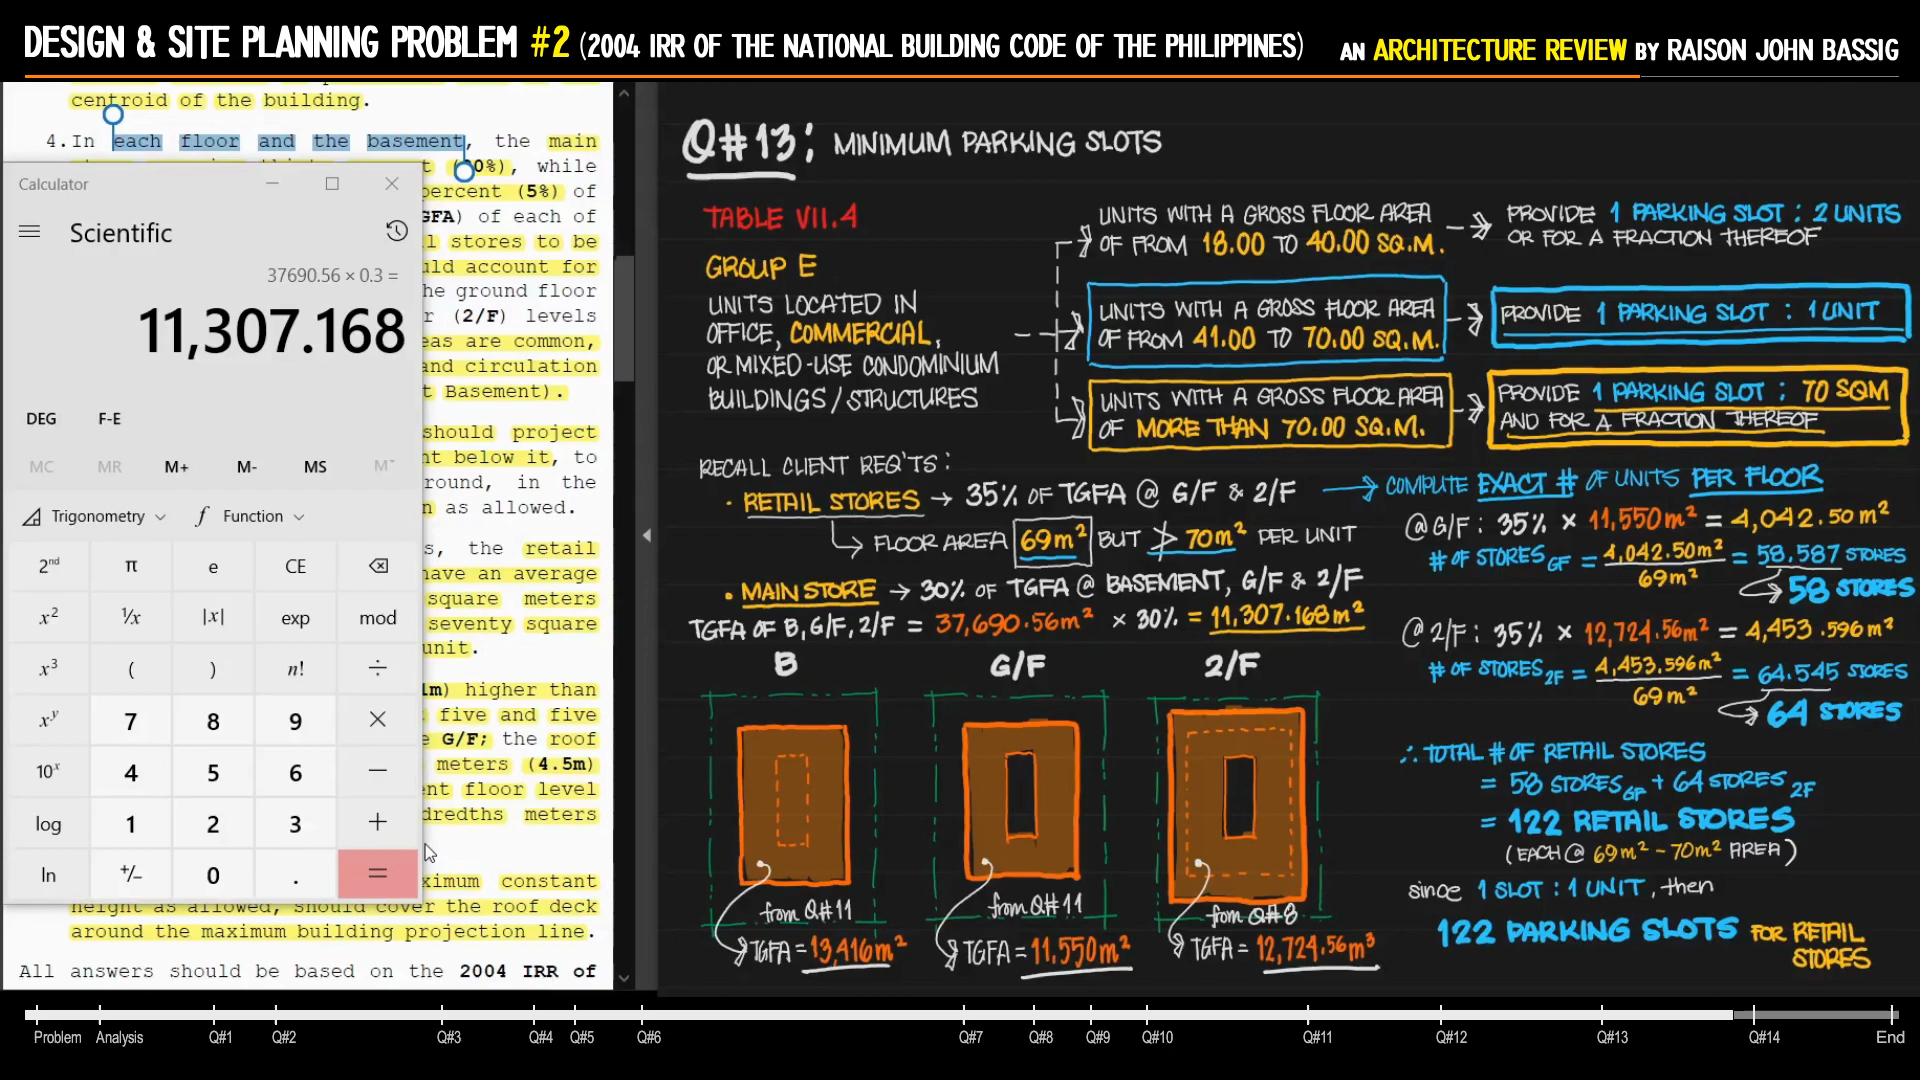 DESIGN & SITE PLANNING PROBLEM #2 (2004 IRR OF THE NATIONAL BUILDING CODE OF THE PHILIPPINES)
AN ARCHITECTURE REVIEW BY RAISON JOHN BASSIG
centroid of the building.
4.In each floor and the basement, the main
0%), while
percent (5%) of
GFA) of each of
l stores to be
uld account for
he ground floor
r (2/F) levels
eas are common,
and circulation
t Basement).
should project
nt below it, to
round, in the
n as allowed.
s, the retail
have an average
square meters
seventy square
unit.
1m) higher than
five and five
e G/F; the roof
meters (4.5m)
ent floor level
dredths meters
ximum constant
height as allowed, should cover the roof deck
around the maximum building projection line.
All answers should be based on the 2004 IRR of
Calculator
Scientific
37690.56 × 0.3 =
11,307.168
DEG F-E
MC MR M+ M- MS M˅
Trigonometry f Function
2nd π e CE
x² ¹/x |x| exp mod
x³ ( ) n! ÷
xʸ 7 8 9 ×
10ˣ 4 5 6 −
log 1 2 3 +
ln +/− 0 . =
Q#13: MINIMUM PARKING SLOTS
TABLE VII.4
GROUP E
UNITS LOCATED IN
OFFICE, COMMERCIAL,
OR MIXED-USE CONDOMINIUM
BUILDINGS/STRUCTURES
UNITS WITH A GROSS FLOOR AREA
OF FROM 18.00 TO 40.00 SQ.M.
PROVIDE 1 PARKING SLOT : 2 UNITS
OR FOR A FRACTION THEREOF
UNITS WITH A GROSS FLOOR AREA
OF FROM 41.00 TO 70.00 SQ.M.
PROVIDE 1 PARKING SLOT : 1 UNIT
UNITS WITH A GROSS FLOOR AREA
OF MORE THAN 70.00 SQ.M.
PROVIDE 1 PARKING SLOT : 70 SQM
AND FOR A FRACTION THEREOF
RECALL CLIENT REQ'TS:
• RETAIL STORES → 35% OF TGFA @ G/F & 2/F
FLOOR AREA 69m² BUT ≯ 70m² PER UNIT
• MAIN STORE → 30% OF TGFA @ BASEMENT, G/F & 2/F
TGFA OF B, G/F, 2/F = 37,690.56m² × 30% = 11,307.168m²
B G/F 2/F
from Q#11
TGFA = 13,416m²
from Q#11
TGFA = 11,550m²
from Q#8
TGFA = 12,724.56m³
→ COMPUTE EXACT # OF UNITS PER FLOOR
@G/F: 35% × 11,550m² = 4,042.50m²
# OF STORES GF = 4,042.50m² / 69m² = 58.587 STORES
58 STORES
@ 2/F: 35% × 12,724.56m² = 4,453.596m²
# OF STORES 2F = 4,453.596m² / 69m² = 64.545 STORES
64 STORES
∴ TOTAL # OF RETAIL STORES
= 58 STORES GF + 64 STORES 2F
= 122 RETAIL STORES
(EACH @ 69m² - 70m² AREA)
since 1 SLOT : 1 UNIT, then
122 PARKING SLOTS FOR RETAIL
STORES
Problem Analysis Q#1 Q#2 Q#3 Q#4 Q#5 Q#6 Q#7 Q#8 Q#9 Q#10 Q#11 Q#12 Q#13 Q#14 End